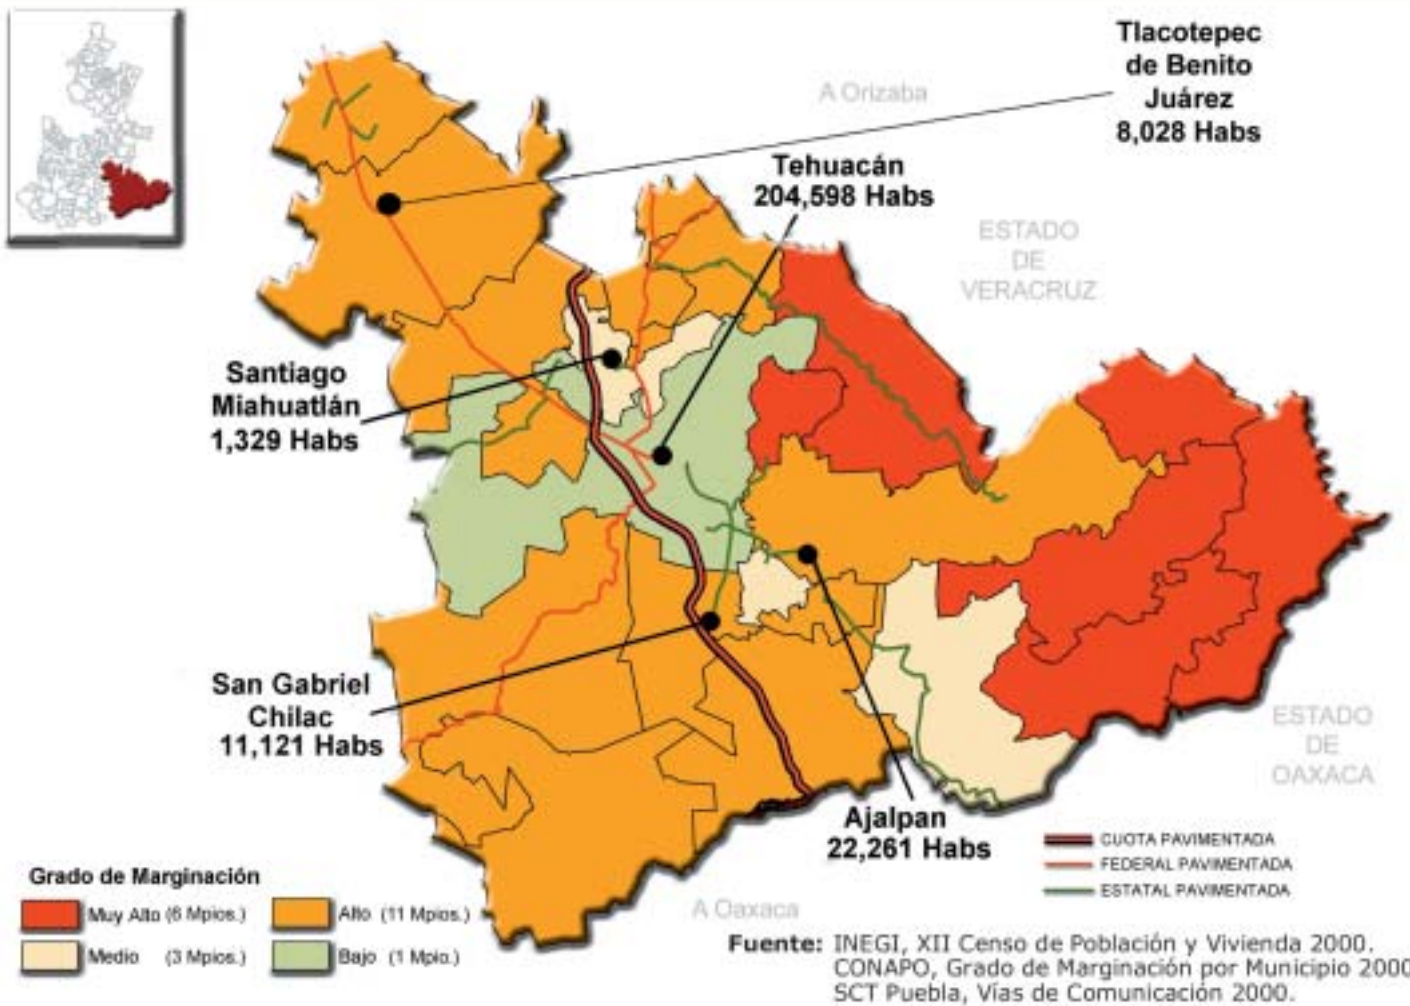 Tlacotepec
de Benito
Juárez
8,028 Habs
A Orizaba
Tehuacán
204,598 Habs
ESTADO
DE
VERACRUZ
Santiago
Miahuatlán
1,329 Habs
San Gabriel
Chilac
11,121 Habs
ESTADO
DE
OAXACA
Ajalpan
22,261 Habs
CUOTA PAVIMENTADA
FEDERAL PAVIMENTADA
ESTATAL PAVIMENTADA
Grado de Marginación
Muy Alto (6 Mpios.)
Alto (11 Mpios.)
Medio (3 Mpios.)
Bajo (1 Mpio.)
A Oaxaca
Fuente: INEGI, XII Censo de Población y Vivienda 2000.
CONAPO, Grado de Marginación por Municipio 2000
SCT Puebla, Vías de Comunicación 2000.